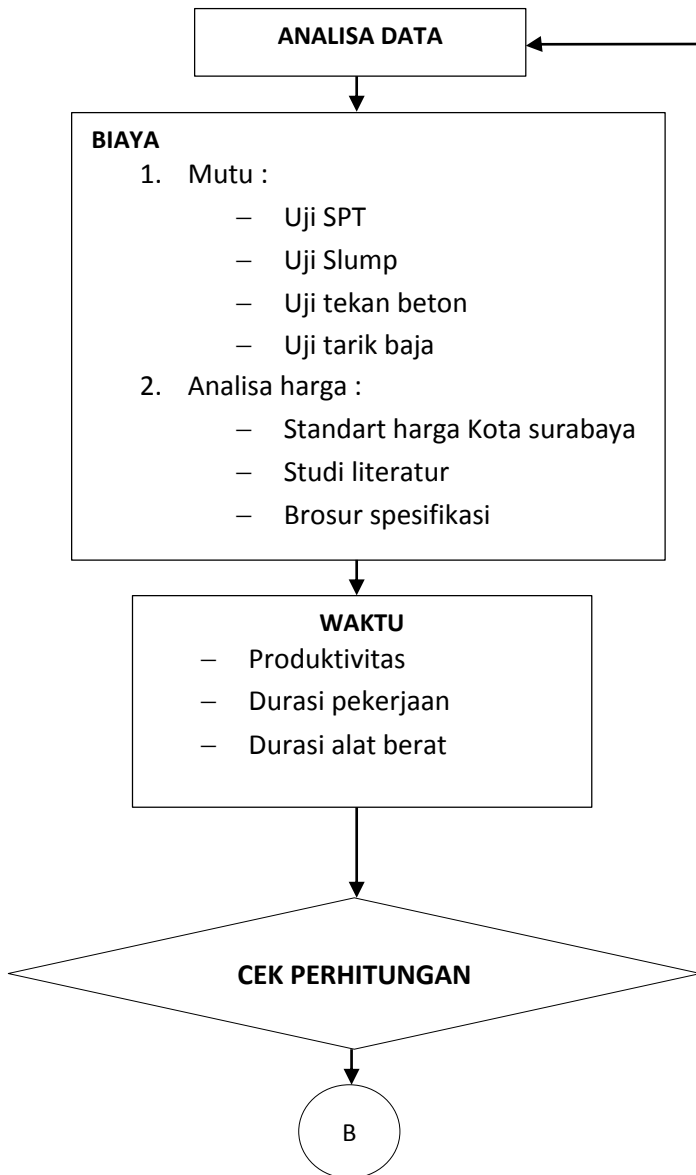 ANALISA DATA
BIAYA
1. Mutu :
– Uji SPT
– Uji Slump
– Uji tekan beton
– Uji tarik baja
2. Analisa harga :
– Standart harga Kota surabaya
– Studi literatur
– Brosur spesifikasi
WAKTU
– Produktivitas
– Durasi pekerjaan
– Durasi alat berat
CEK PERHITUNGAN
B